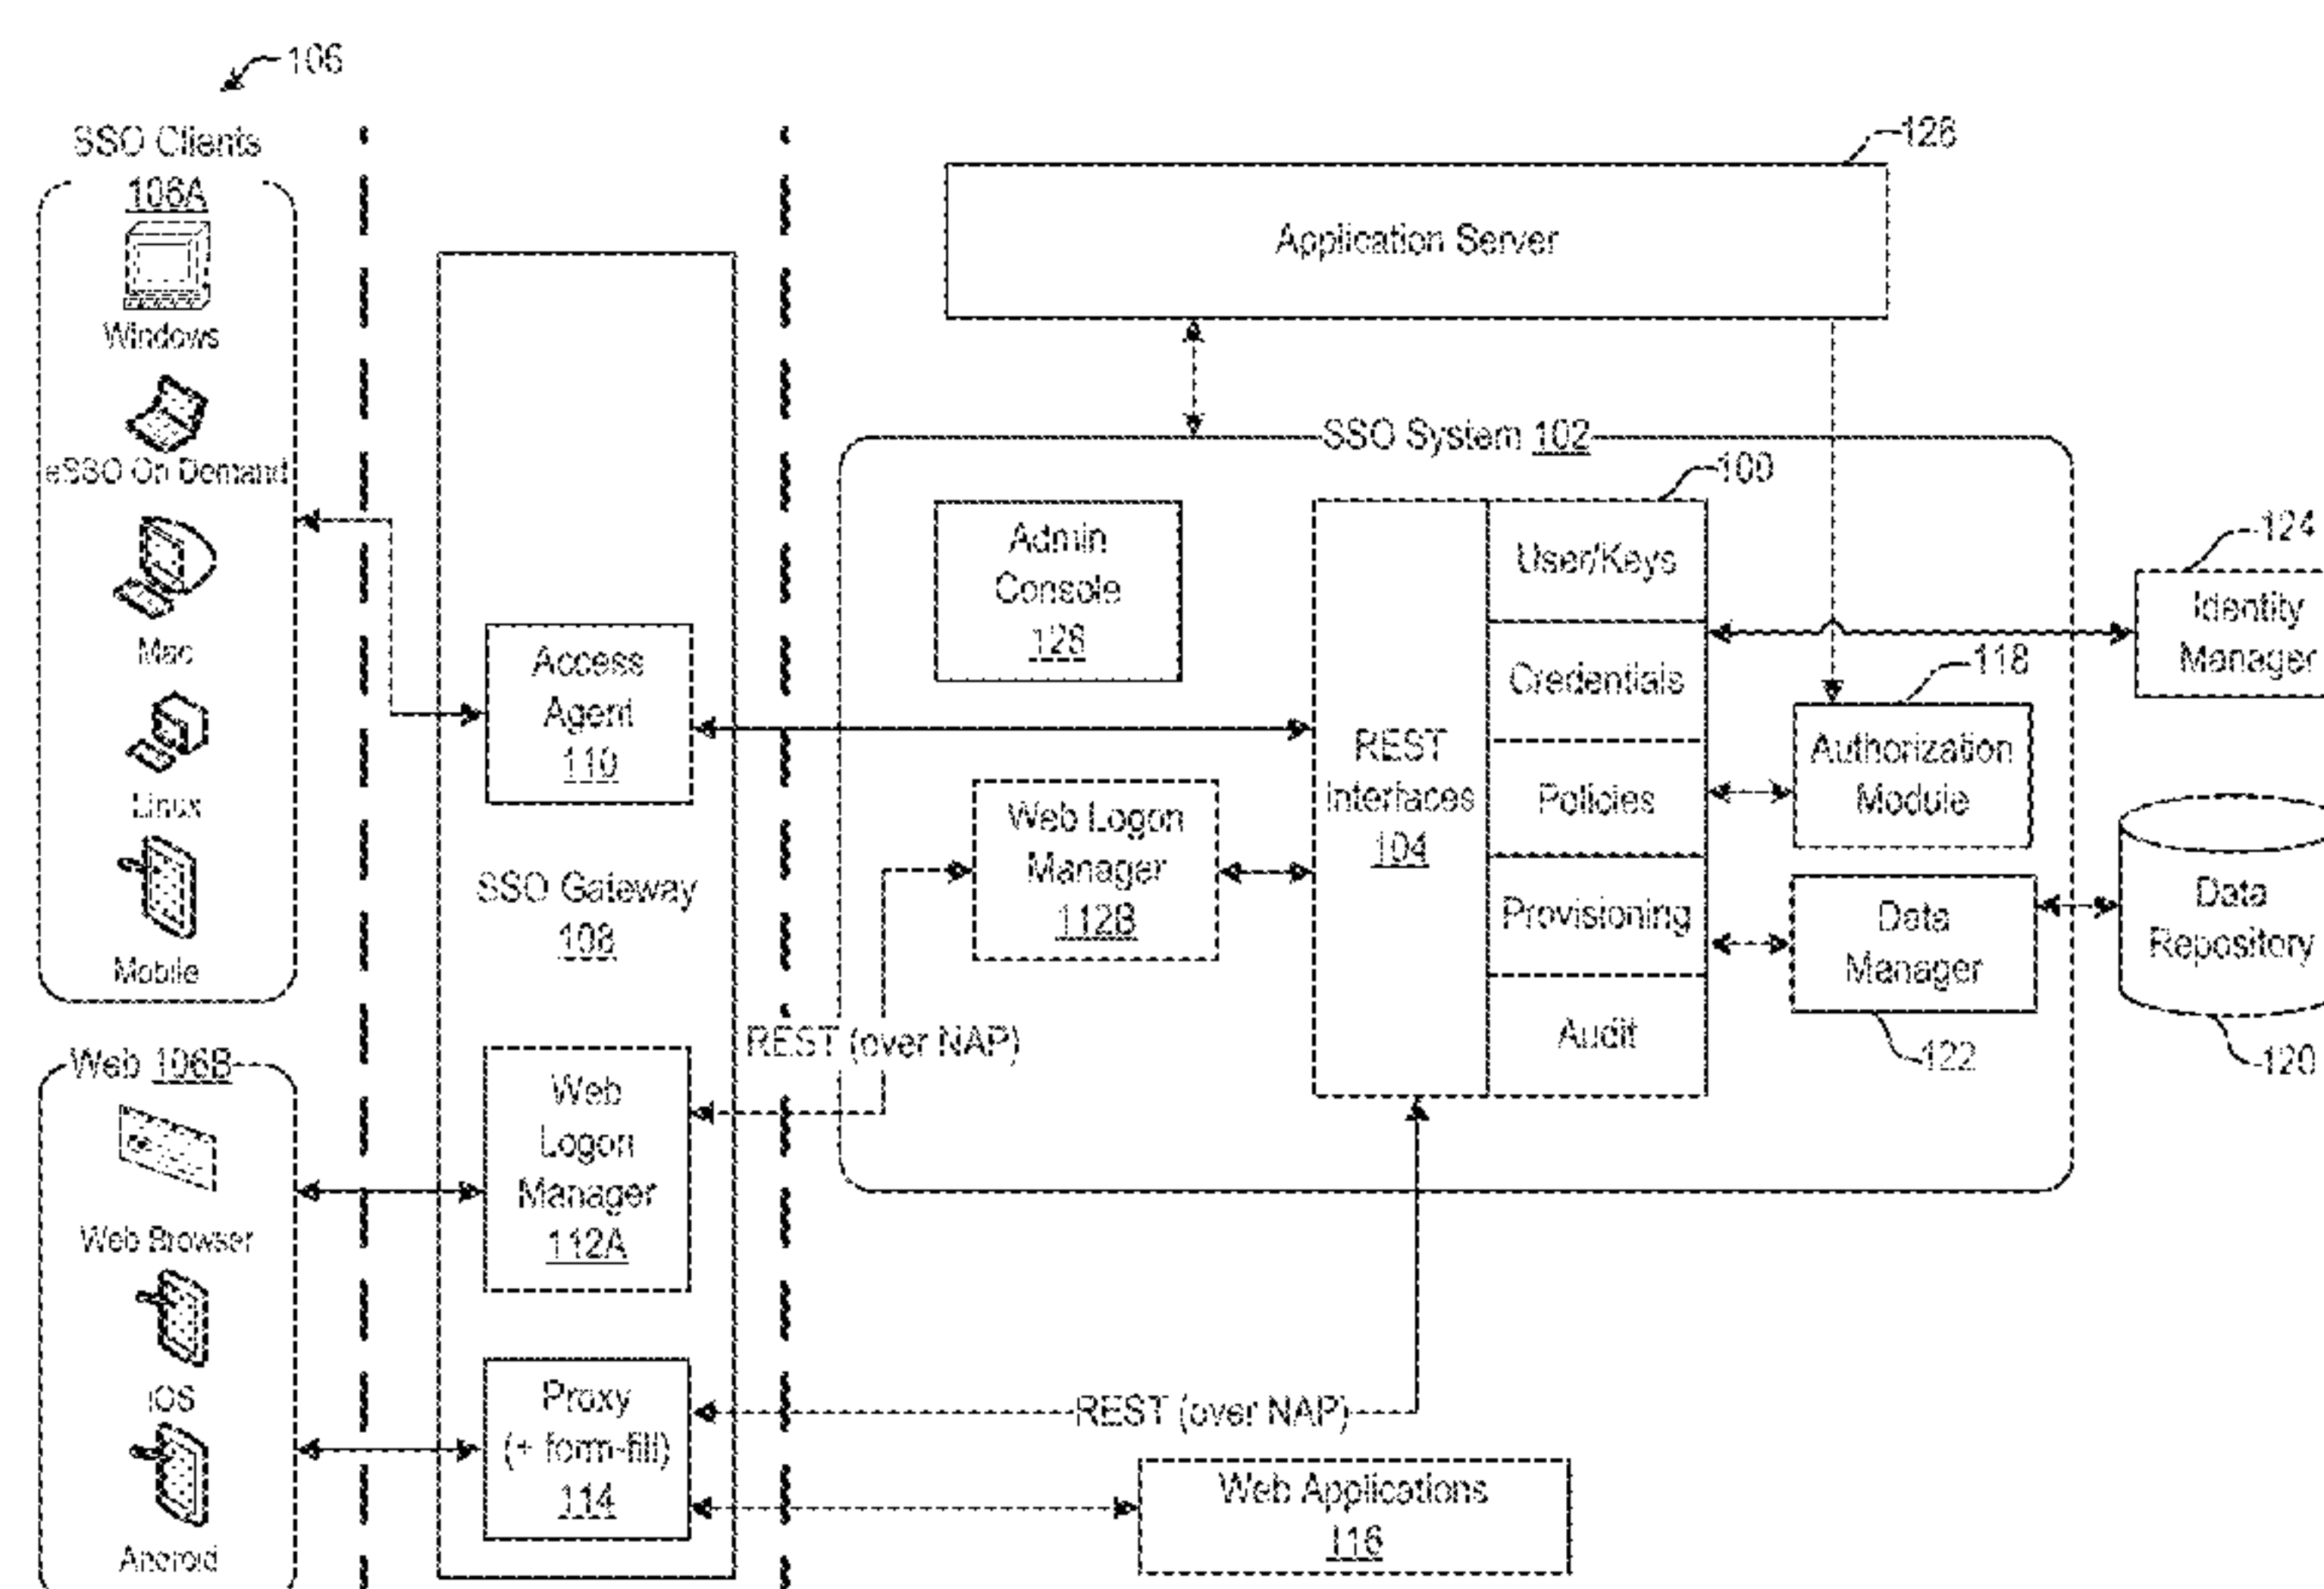 106
SSO Clients
106A
Windows
eSSO On Demand
Mac
Linux
Mobile
Web 106B
Web Browser
iOS
Android
Access
Agent
110
SSO Gateway
108
Web
Logon
Manager
112A
Proxy
(+ form-fill)
114
126
Application Server
SSO System 102
100
Admin
Console
128
Web Logon
Manager
112B
REST (over NAP)
REST
Interfaces
104
User/Keys
Credentials
Policies
Provisioning
Audit
118
Authorization
Module
Data
Manager
122
124
Identity
Manager
Data
Repository
120
REST (over NAP)
Web Applications
116